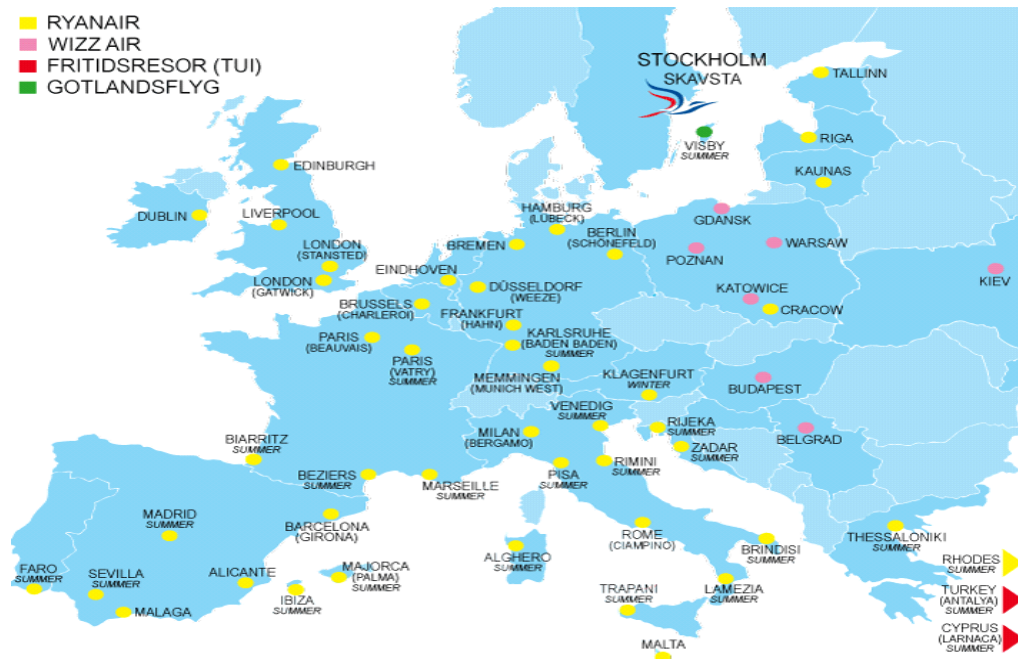 RYANAIR
WIZZ AIR
FRITIDSRESOR (TUI)
GOTLANDSFLYG
STOCKHOLM
SKAVSTA
TALLINN
VISBY
SUMMER
RIGA
KAUNAS
EDINBURGH
DUBLIN
LIVERPOOL
LONDON
(STANSTED)
LONDON
(GATWICK)
HAMBURG
(LÜBECK)
BREMEN
BERLIN
(SCHÖNEFELD)
GDANSK
POZNAN
WARSAW
KIEV
KATOWICE
CRACOW
EINDHOVEN
DÜSSELDORF
(WEEZE)
BRUSSELS
(CHARLEROI)
FRANKFURT
(HAHN)
PARIS
(BEAUVAIS)
PARIS
(VATRY)
SUMMER
KARLSRUHE
(BADEN BADEN)
SUMMER
MEMMINGEN
(MUNICH WEST)
KLAGENFURT
WINTER
BUDAPEST
VENEDIG
SUMMER
MILAN
(BERGAMO)
RIJEKA
SUMMER
ZADAR
SUMMER
BELGRAD
BIARRITZ
SUMMER
BEZIERS
SUMMER
MARSEILLE
SUMMER
PISA
SUMMER
RIMINI
SUMMER
MADRID
SUMMER
BARCELONA
(GIRONA)
ROME
(CIAMPINO)
ALGHERO
SUMMER
BRINDISI
SUMMER
THESSALONIKI
SUMMER
FARO
SUMMER
SEVILLA
SUMMER
MALAGA
ALICANTE
IBIZA
SUMMER
MAJORCA
(PALMA)
SUMMER
TRAPANI
SUMMER
LAMEZIA
SUMMER
MALTA
RHODES
SUMMER
TURKEY
(ANTALYA)
SUMMER
CYPRUS
(LARNACA)
SUMMER